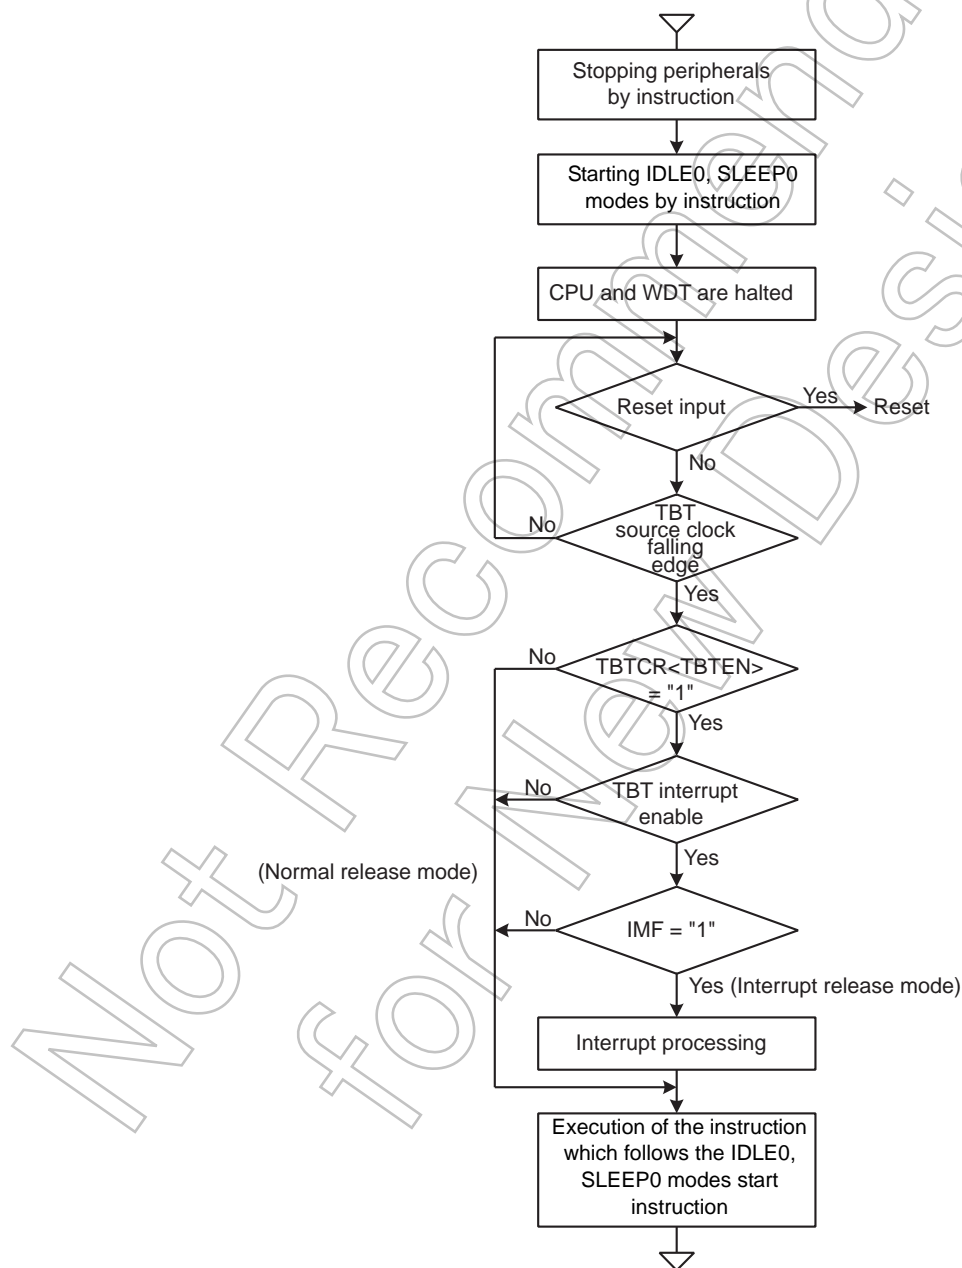 Stopping peripherals
by instruction
Starting IDLE0, SLEEP0
modes by instruction
CPU and WDT are halted
Reset input
Yes
Reset
No
No
TBT
source clock
falling
edge
Yes
No
TBTCR<TBTEN>
= "1"
Yes
No
TBT interrupt
enable
Yes
(Normal release mode)
No
IMF = "1"
Yes (Interrupt release mode)
Interrupt processing
Execution of the instruction
which follows the IDLE0,
SLEEP0 modes start
instruction
Not Recommend
for New Desi